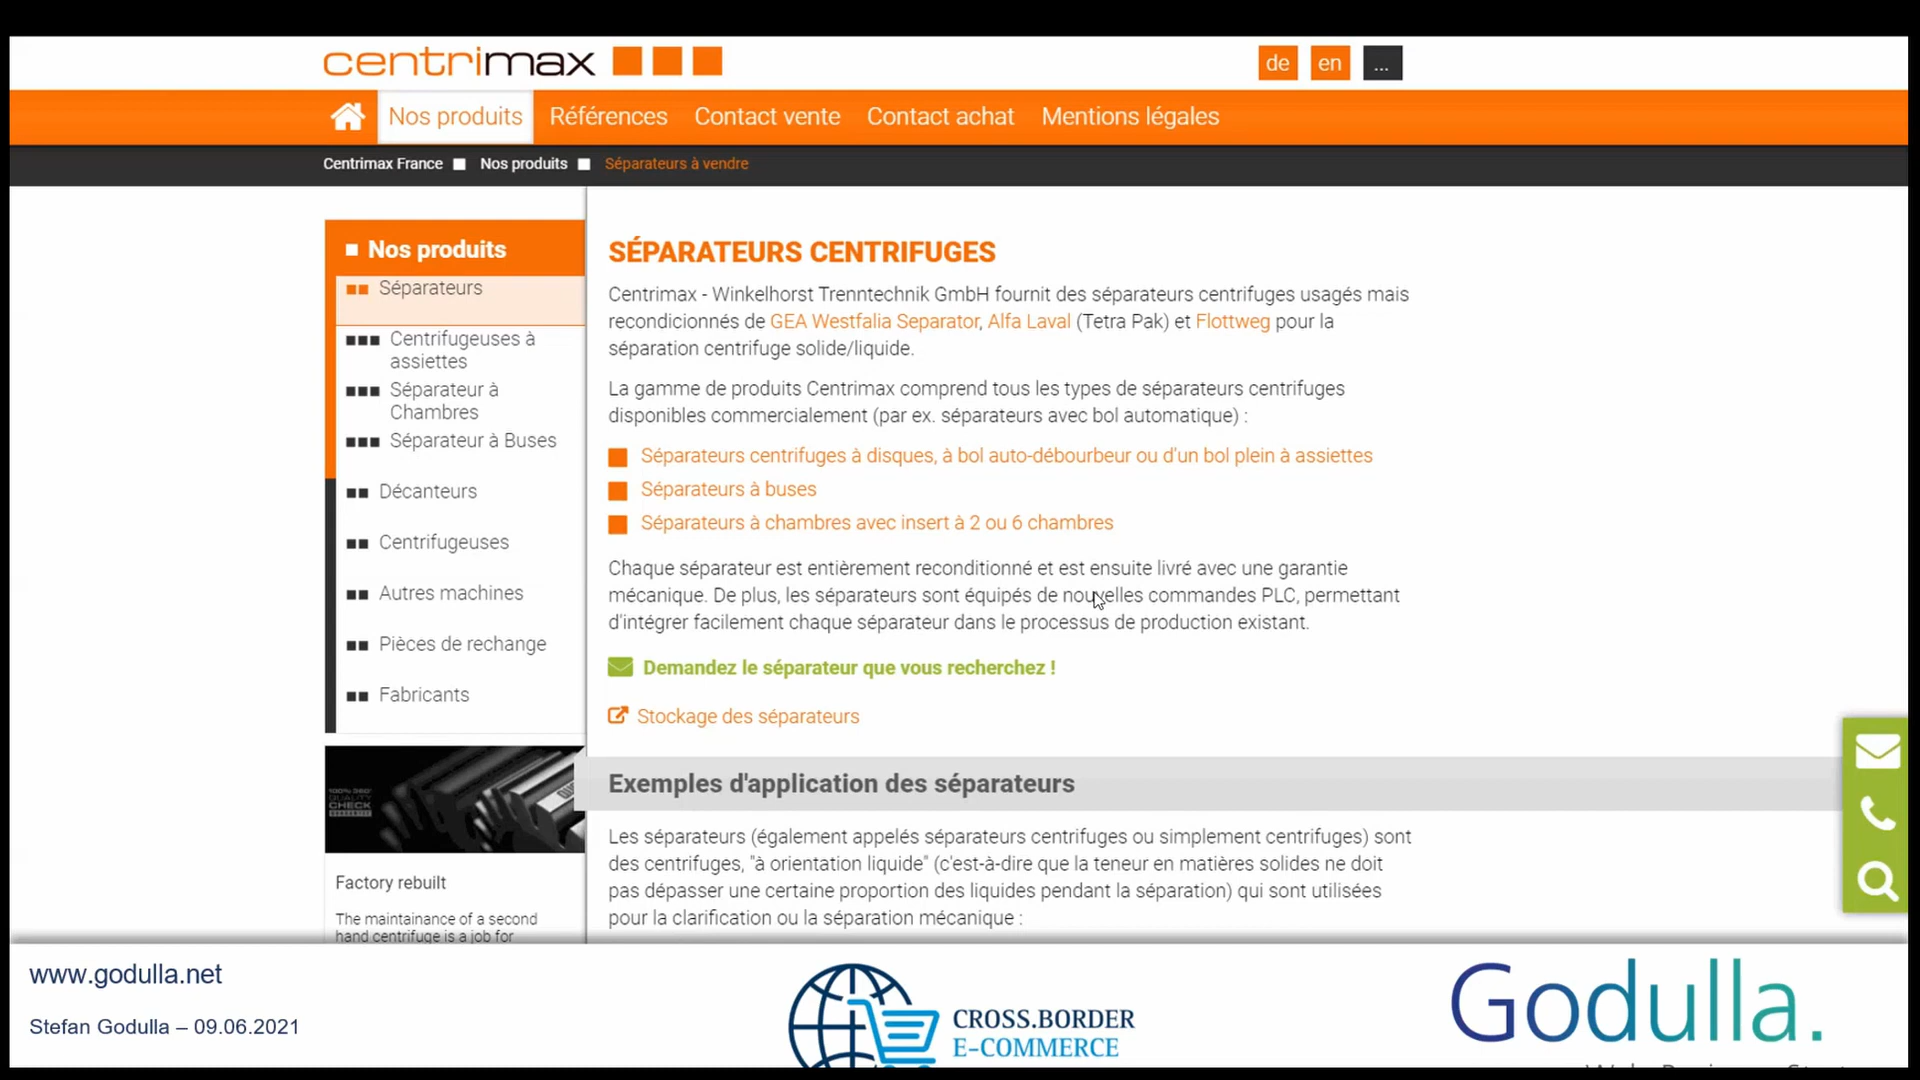 centrimax
de en ...
Nos produits Références Contact vente Contact achat Mentions légales
Centrimax France Nos produits Séparateurs à vendre
Nos produits
Séparateurs
Centrifugeuses à
assiettes
Séparateur à
Chambres
Séparateur à Buses
Décanteurs
Centrifugeuses
Autres machines
Pièces de rechange
Fabricants
100% 360°
QUALITY
CHECK
Factory rebuilt
The maintainance of a second
hand centrifuge is a job for
SÉPARATEURS CENTRIFUGES
Centrimax - Winkelhorst Trenntechnik GmbH fournit des séparateurs centrifuges usagés mais
recondicionnés de GEA Westfalia Separator, Alfa Laval (Tetra Pak) et Flottweg pour la
séparation centrifuge solide/liquide.
La gamme de produits Centrimax comprend tous les types de séparateurs centrifuges
disponibles commercialement (par ex. séparateurs avec bol automatique) :
Séparateurs centrifuges à disques, à bol auto-débourbeur ou d'un bol plein à assiettes
Séparateurs à buses
Séparateurs à chambres avec insert à 2 ou 6 chambres
Chaque séparateur est entièrement reconditionné et est ensuite livré avec une garantie
mécanique. De plus, les séparateurs sont équipés de nouvelles commandes PLC, permettant
d'intégrer facilement chaque séparateur dans le processus de production existant.
Demandez le séparateur que vous recherchez !
Stockage des séparateurs
Exemples d'application des séparateurs
Les séparateurs (également appelés séparateurs centrifuges ou simplement centrifuges) sont
des centrifuges, "à orientation liquide" (c'est-à-dire que la teneur en matières solides ne doit
pas dépasser une certaine proportion des liquides pendant la séparation) qui sont utilisées
pour la clarification ou la séparation mécanique :
www.godulla.net
Stefan Godulla – 09.06.2021
CROSS.BORDER
E-COMMERCE
Godulla.